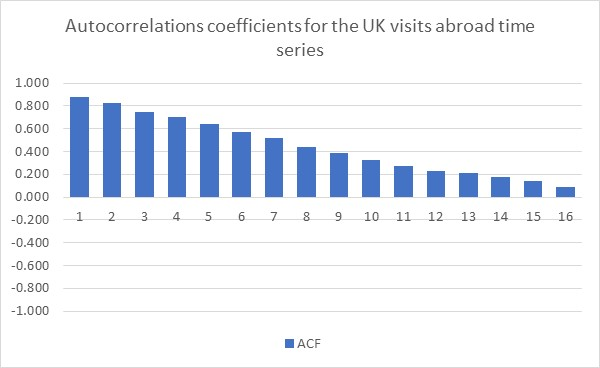 Autocorrelations coefficients for the UK visits abroad time
series
1.000
0.800
0.600
0.400
0.200
0.000
1 2 3 4 5 6 7 8 9 10 11 12 13 14 15 16
-0.200
-0.400
-0.600
-0.800
-1.000
ACF